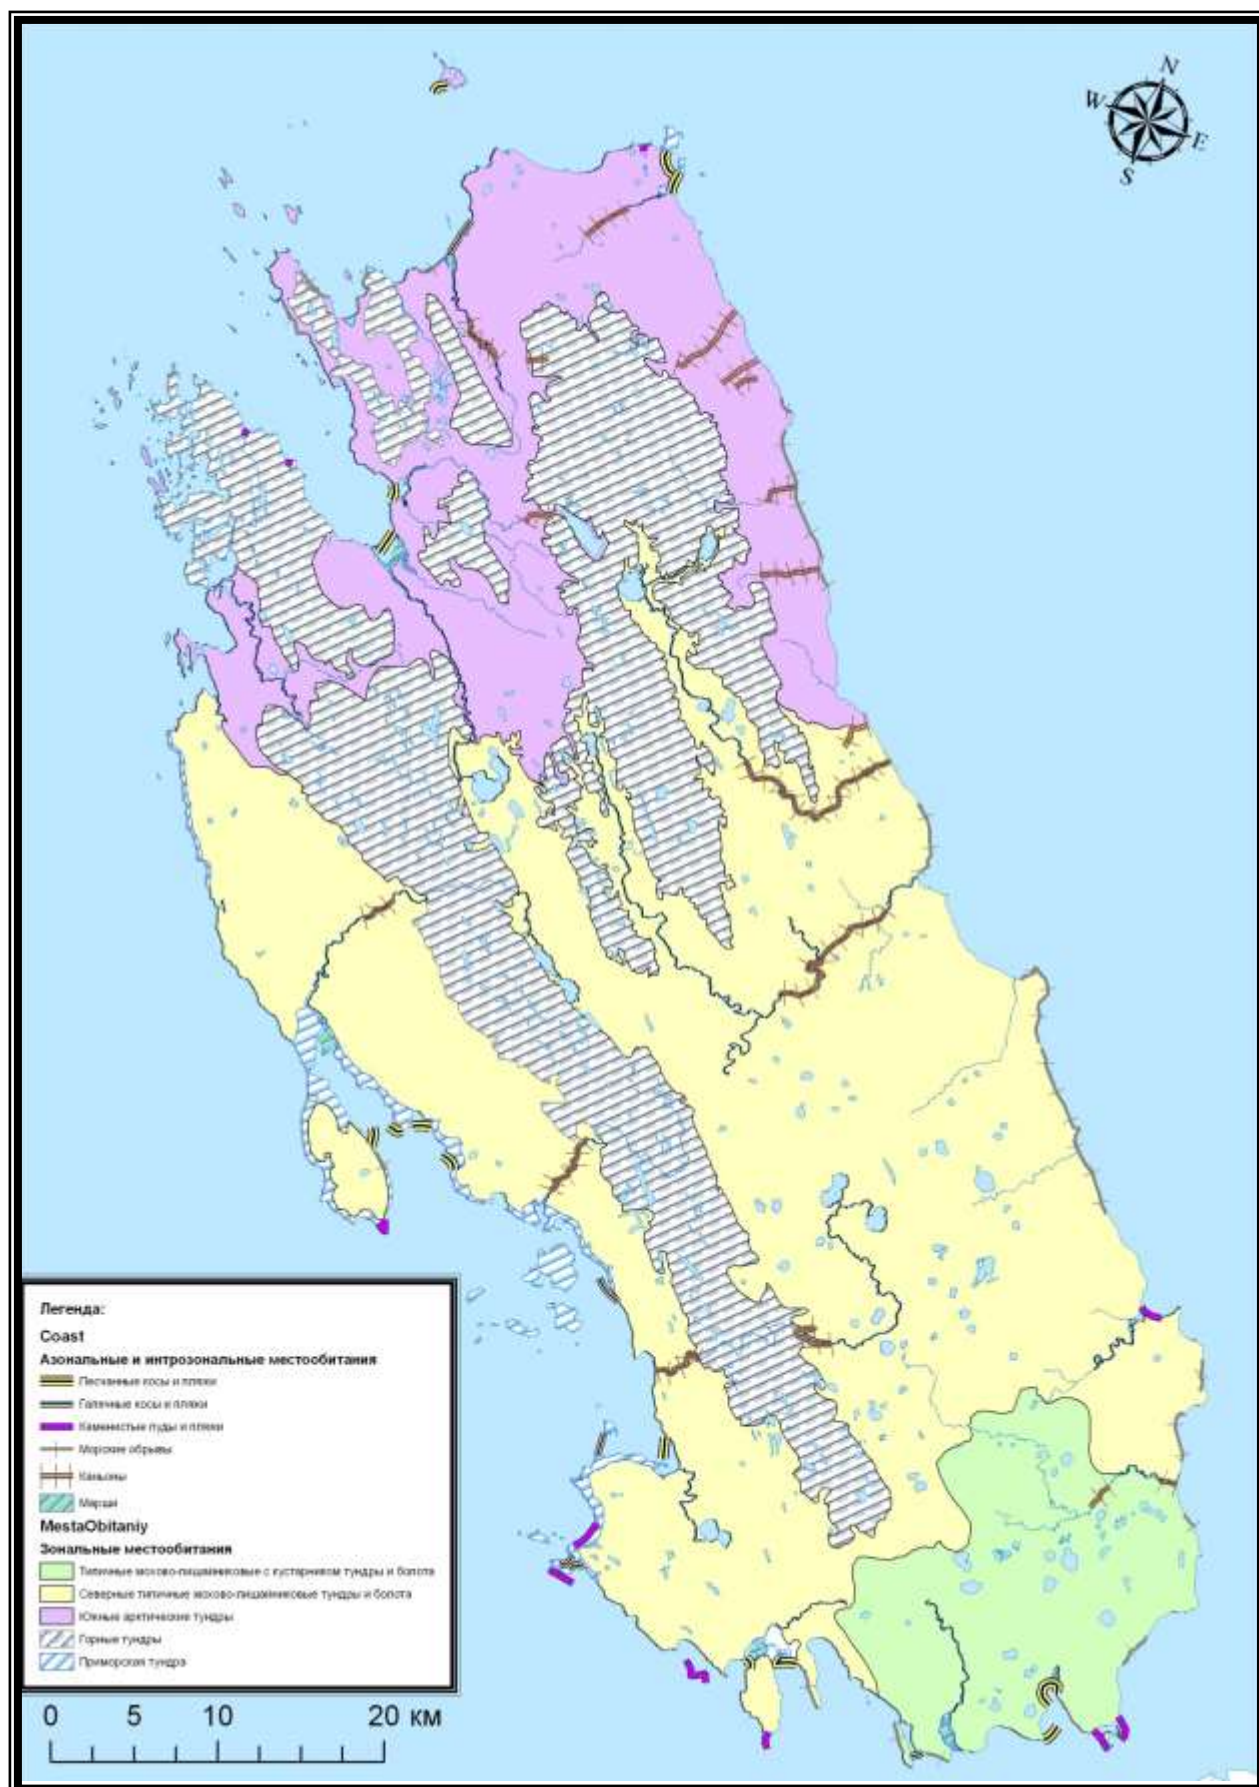 N
W
E
S
Легенда:
Coast
Азональные и интрозональные местообитания
Песчанные косы и пляжи
Галечные косы и пляжи
Каменистые луды и пляжи
Морские обрывы
Каньоны
Марши
MestaObitaniy
Зональные местообитания
Типичные мохово-лишайниковые с кустарником тундры и болота
Северные типичные мохово-лишайниковые тундры и болота
Южные арктические тундры
Горные тундры
Приморская тундра
0 5 10 20 км